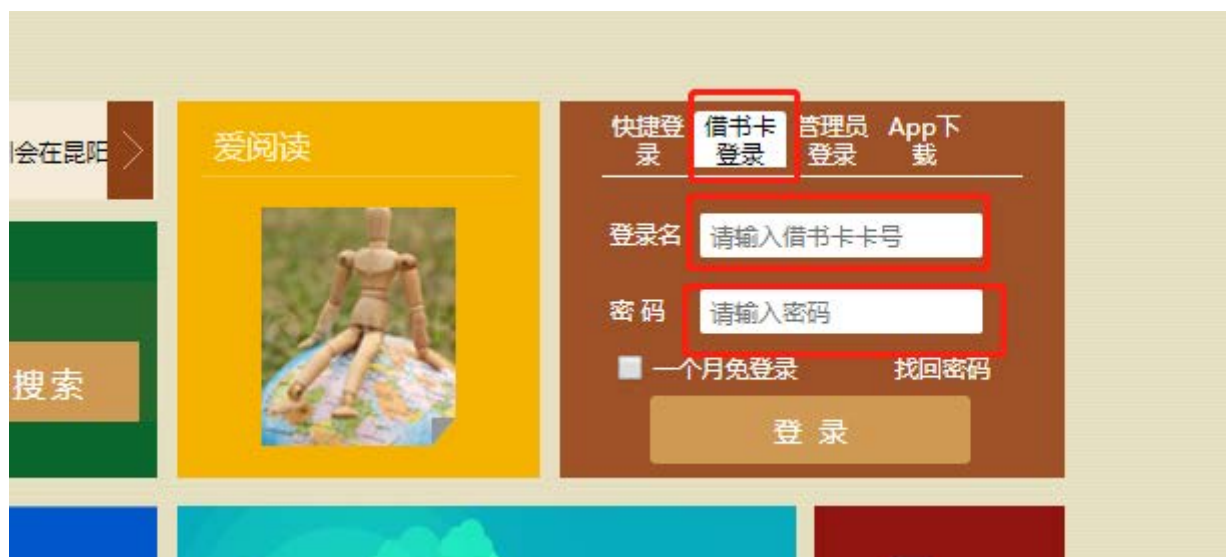 会在昆阳
爱阅读
搜索
快捷登
录
借书卡
登录
管理员
登录
App下
载
登录名
请输入借书卡卡号
密码
请输入密码
一个月免登录
找回密码
登录